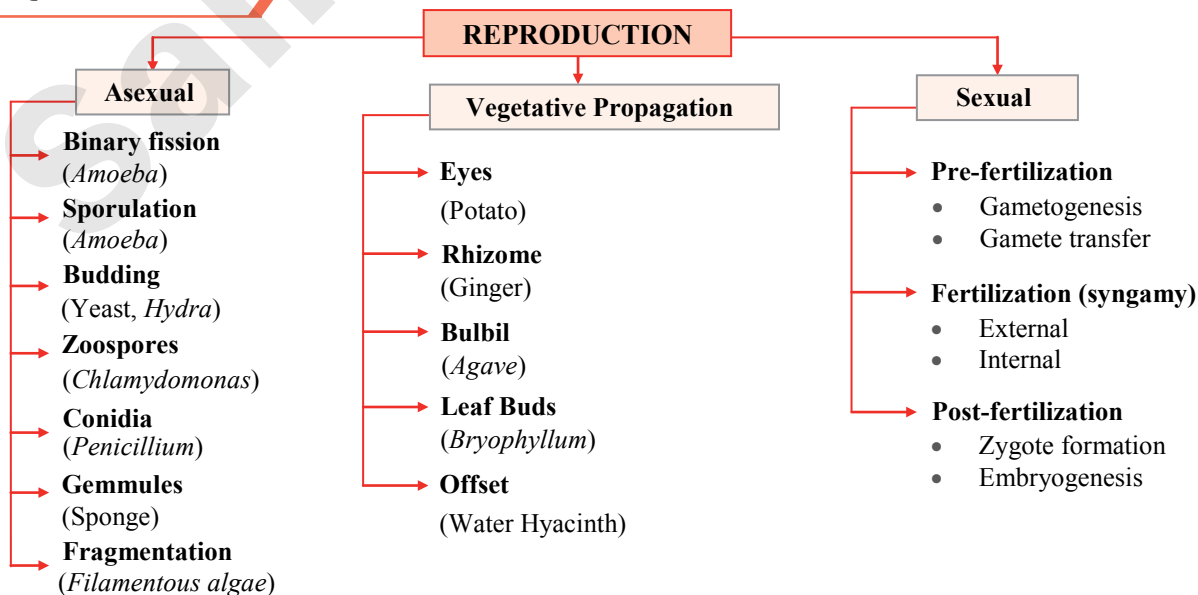 REPRODUCTION
Asexual
Binary fission
(Amoeba)
Sporulation
(Amoeba)
Budding
(Yeast, Hydra)
Zoospores
(Chlamydomonas)
Conidia
(Penicillium)
Gemmules
(Sponge)
Fragmentation
(Filamentous algae)
Vegetative Propagation
Eyes
(Potato)
Rhizome
(Ginger)
Bulbil
(Agave)
Leaf Buds
(Bryophyllum)
Offset
(Water Hyacinth)
Sexual
Pre-fertilization
• Gametogenesis
• Gamete transfer
Fertilization (syngamy)
• External
• Internal
Post-fertilization
• Zygote formation
• Embryogenesis